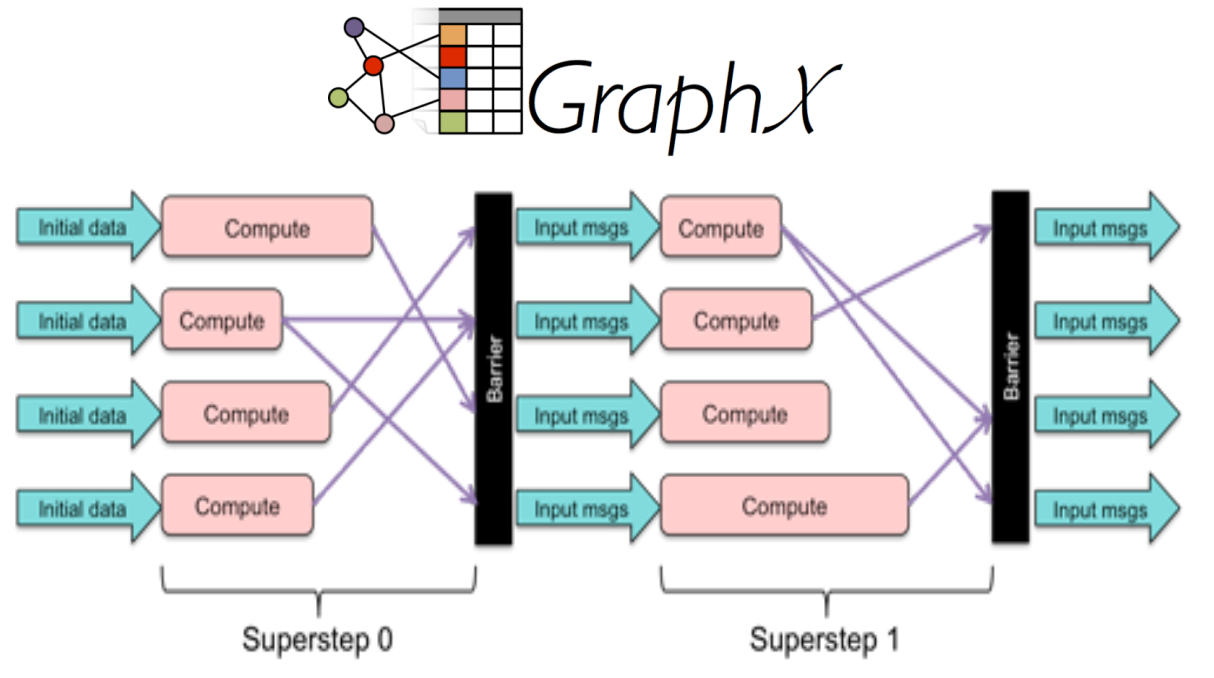 GraphX
Initial data Compute Input msgs Compute Input msgs
Initial data Compute Input msgs Compute Input msgs
Barrier Barrier
Initial data Compute Input msgs Compute Input msgs
Initial data Compute Input msgs Compute Input msgs
Superstep 0 Superstep 1